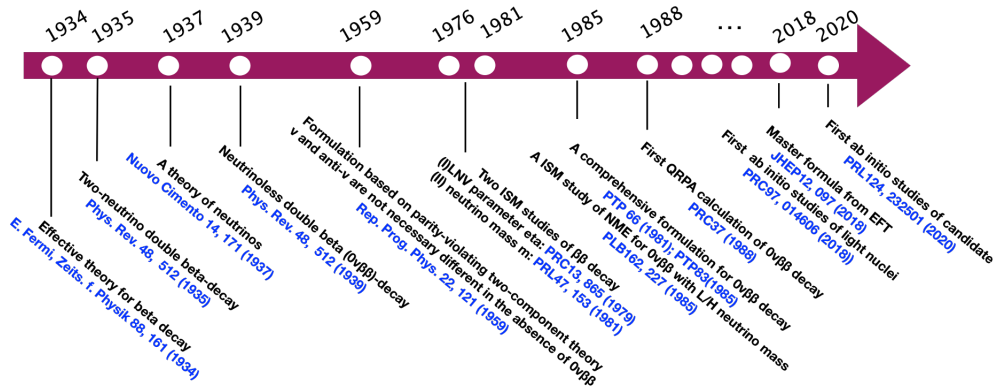 1934
1935
1937
1939
1959
1976
1981
1985
1988
...
2018
2020
Effective theory for beta decay
E. Fermi, Zeits. f. Physik 88, 161 (1934)
Two-neutrino double beta-decay
Phys. Rev. 48, 512 (1935)
A theory of neutrinos
Nuovo Cimento 14, 171 (1937)
Neutrinoless double beta (0νββ)-decay
Phys. Rev. 48, 512 (1939)
Formulation based on parity-violating two-component theory
ν and anti-ν are not necessary different in the absence of 0νββ
Rep. Prog. Phys. 22, 121 (1959)
Two ISM studies of ββ decay
(I)LNV parameter eta: PRC13, 865 (1979)
(II) neutrino mass m: PRL47, 153 (1981)
A comprehensive formulation for 0νββ decay
PTP 66 (1981); PTP83(1985)
A ISM study of NME for 0νββ with L/H neutrino mass
PLB162, 227 (1985)
First QRPA calculation of 0νββ decay
PRC37 (1988)
Master formula from EFT
JHEP12, 097 (2018)
First ab initio studies of light nuclei
PRC97, 014606 (2018))
First ab initio studies of candidate
PRL124, 232501 (2020)